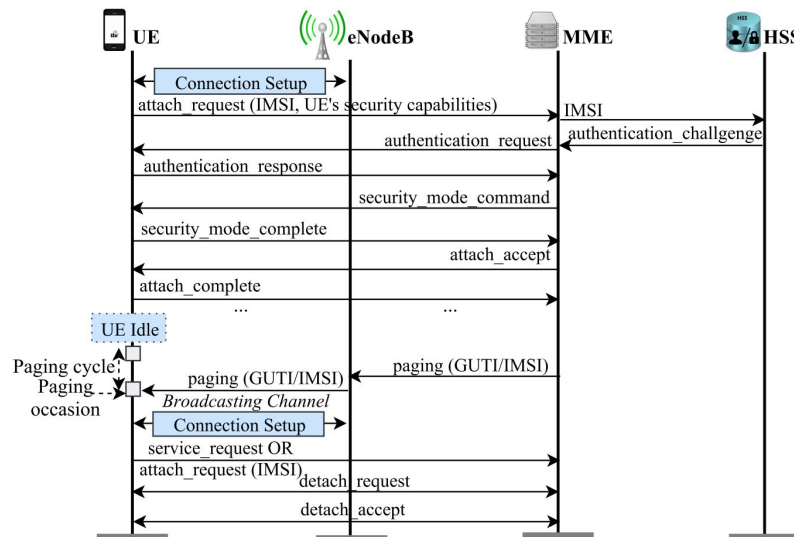 UE
eNodeB
MME
HSS
HSS
Connection Setup
attach_request (IMSI, UE's security capabilities)
IMSI
authentication_challgenge
authentication_request
authentication_response
security_mode_command
security_mode_complete
attach_accept
attach_complete
... ...
UE Idle
Paging cycle
paging (GUTI/IMSI)
paging (GUTI/IMSI)
Paging
occasion
Broadcasting Channel
Connection Setup
service_request OR
attach_request (IMSI)
detach_request
detach_accept